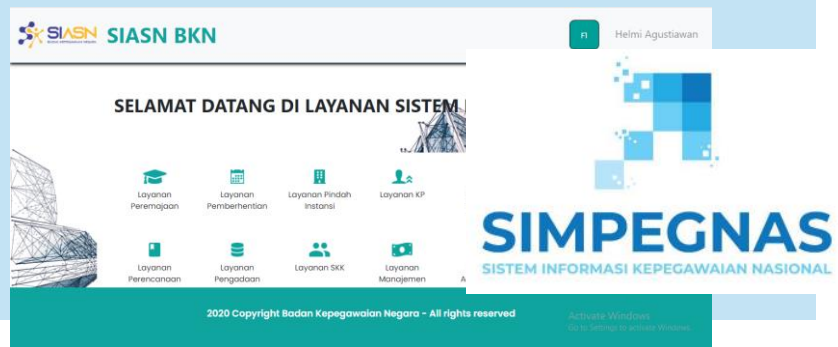 SIASN
SIASN BKN
FI
Helmi Agustiawan
SELAMAT DATANG DI LAYANAN SISTEM
Layanan
Peremajaan
Layanan
Pemberhentian
Layanan Pindah
Instansi
Layanan KP
Layanan
Perencanaan
Layanan
Pengadaan
Layanan SKK
Layanan
Manajemen
A
SIMPEGNAS
SISTEM INFORMASI KEPEGAWAIAN NASIONAL
2020 Copyright Badan Kepegawaian Negara - All rights reserved
Activate Windows
Go to Settings to activate Windows.